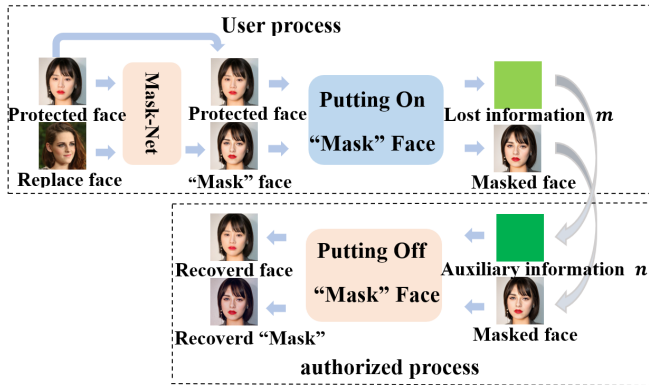 User process
Protected face
Mask-Net
Protected face
Putting On
“Mask” Face
Lost information m
Replace face
“Mask” face
Masked face
Recoverd face
Putting Off
“Mask” Face
Auxiliary information n
Recoverd “Mask”
Masked face
authorized process